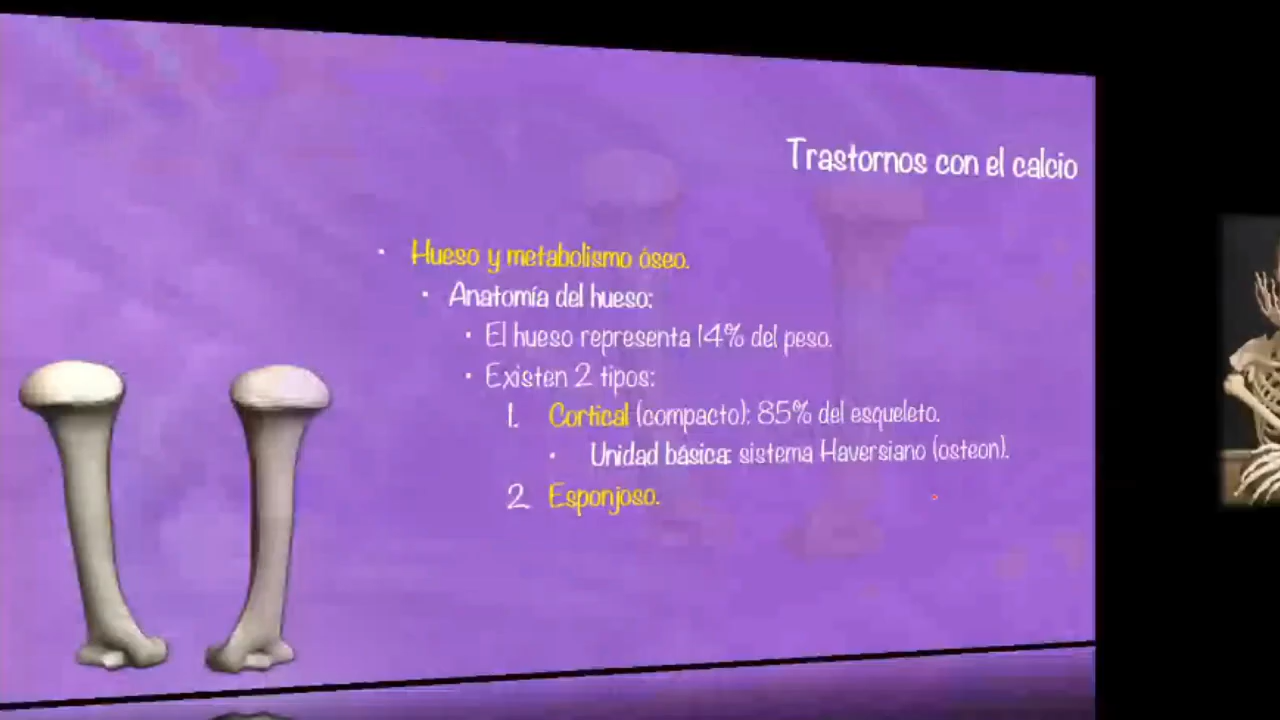 Trastornos con el calcio
Hueso y metabolismo óseo.
Anatomía del hueso:
El hueso representa 14% del peso.
Existen 2 tipos:
1. Cortical (compacto): 85% del esqueleto.
Unidad básica: sistema Haversiano (osteon).
2. Esponjoso.